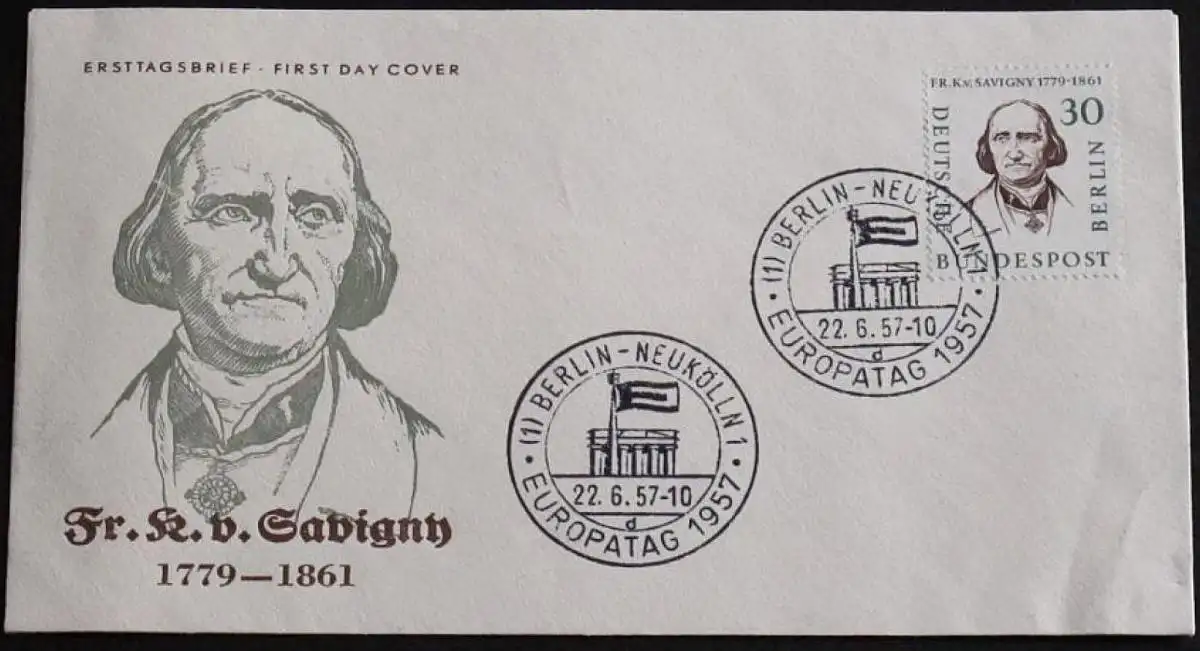 ERSTTAGSBRIEF · FIRST DAY COVER
FR. K.v. SAVIGNY 1779-1861
30
DEUTSCHE
BUNDESPOST
BERLIN
· (1) BERLIN-NEUKÖLLN 1 ·
22.6.57-10
d
EUROPATAG 1957
· (1) BERLIN-NEUKÖLLN 1 ·
22.6.57-10
d
EUROPATAG 1957
Fr. K. v. Savigny
1779—1861